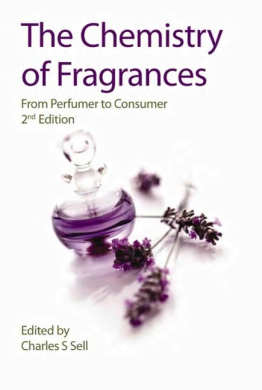 The Chemistry
of Fragrances
From Perfumer to Consumer
2nd Edition
Edited by
Charles S Sell